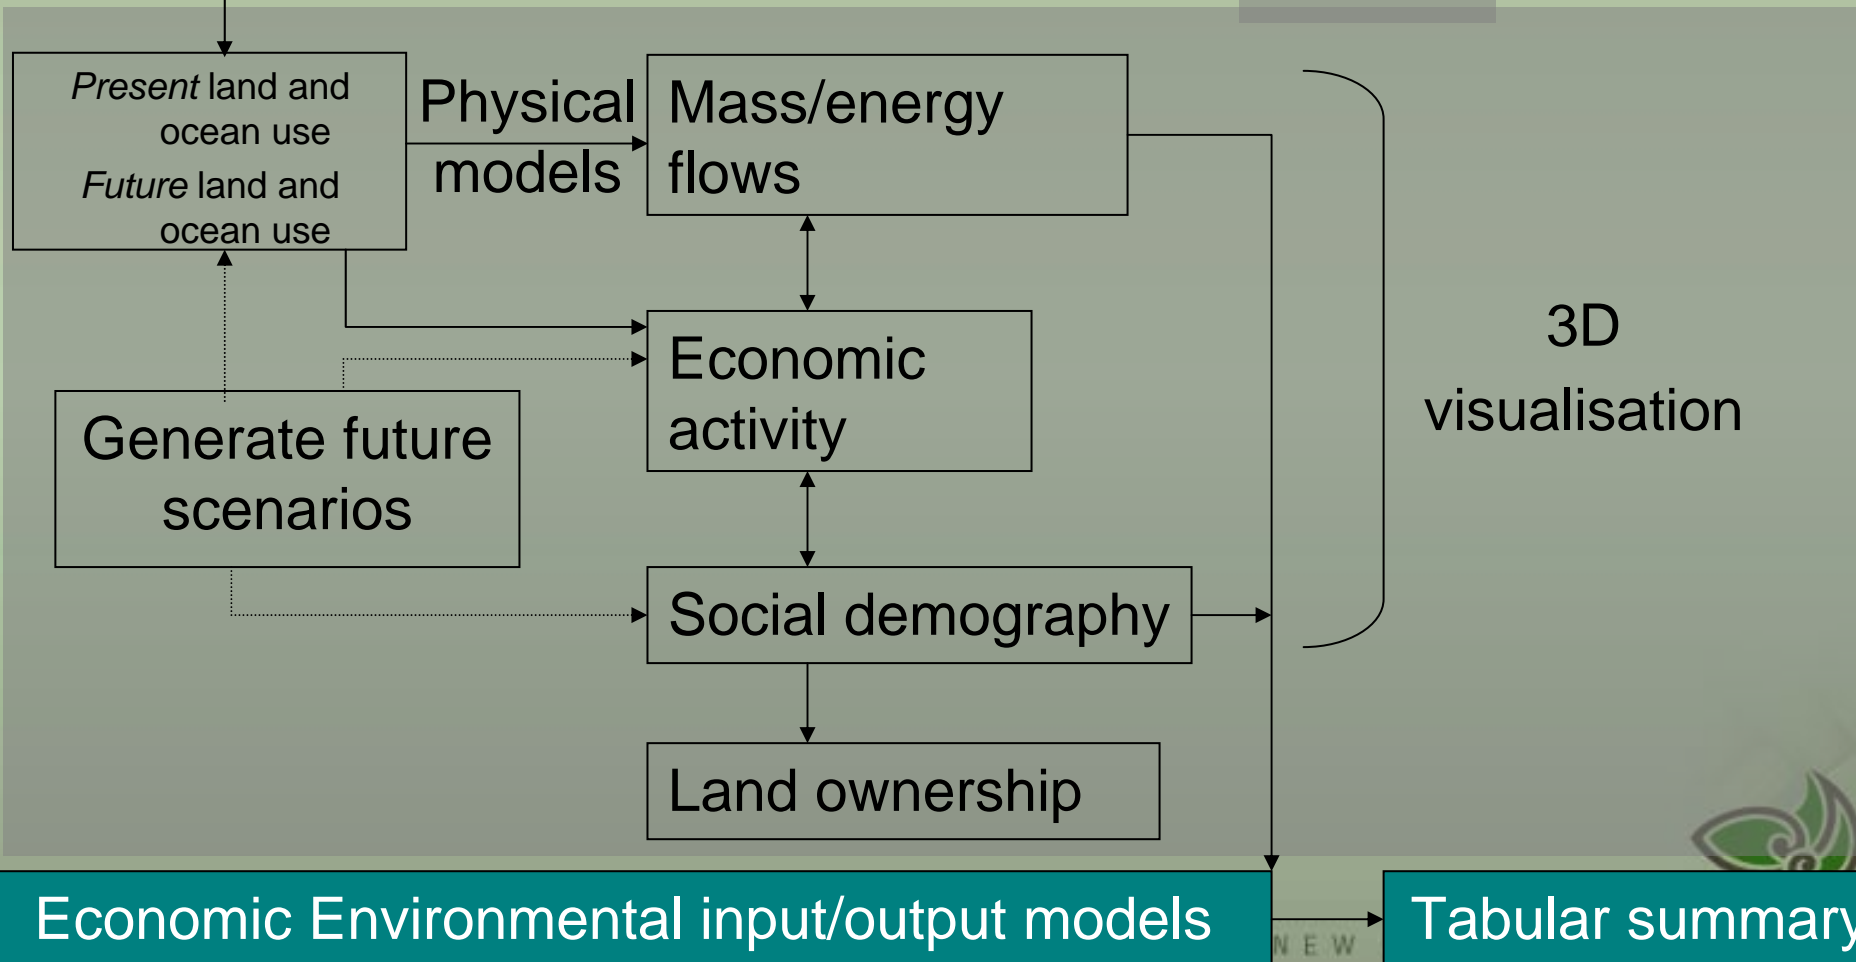 Present land and
ocean use
Future land and
ocean use
Physical
models
Mass/energy
flows
Economic
activity
3D
visualisation
Generate future
scenarios
Social demography
Land ownership
Economic Environmental input/output models
Tabular summary
NEW